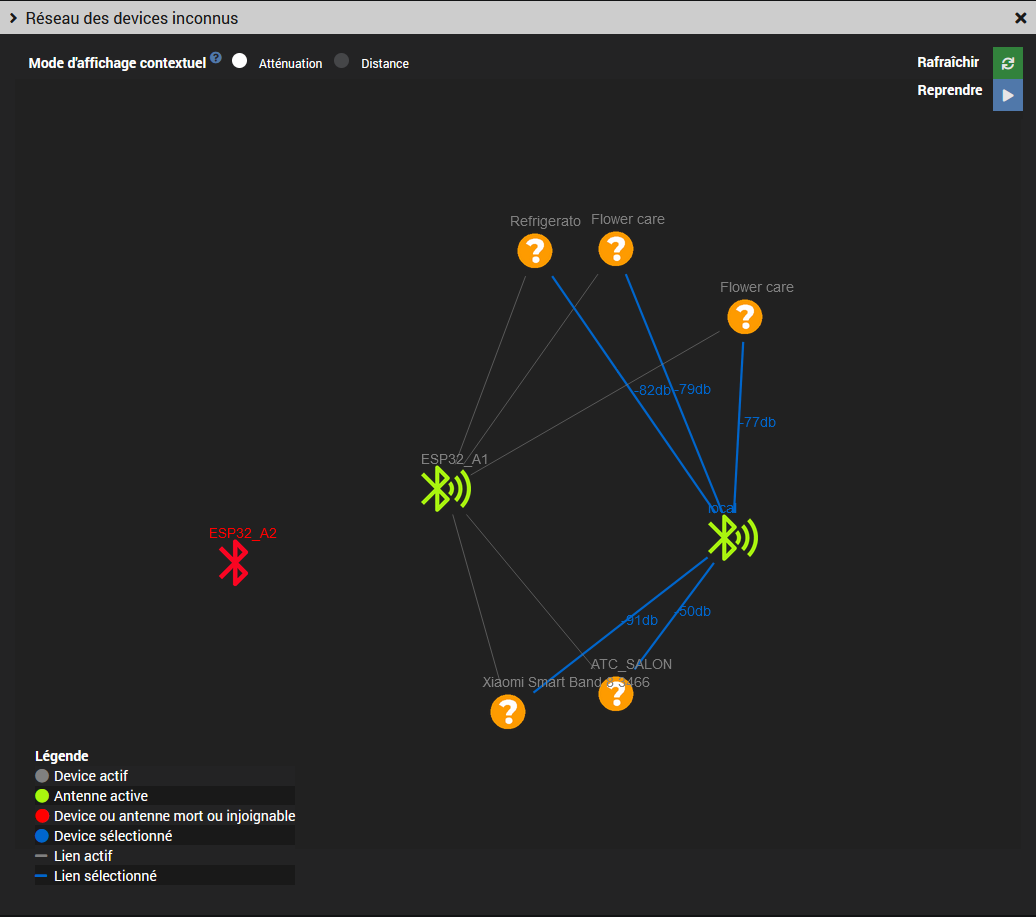 Réseau des devices inconnus
Mode d'affichage contextuel ? Atténuation Distance
Rafraîchir
Reprendre
Refrigerato
Flower care
Flower care
-82db
-79db
-77db
ESP32_A1
local
ESP32_A2
-50db
-91db
ATC_SALON
Xiaomi Smart Band
466
Légende
Device actif
Antenne active
Device ou antenne mort ou injoignable
Device sélectionné
Lien actif
Lien sélectionné